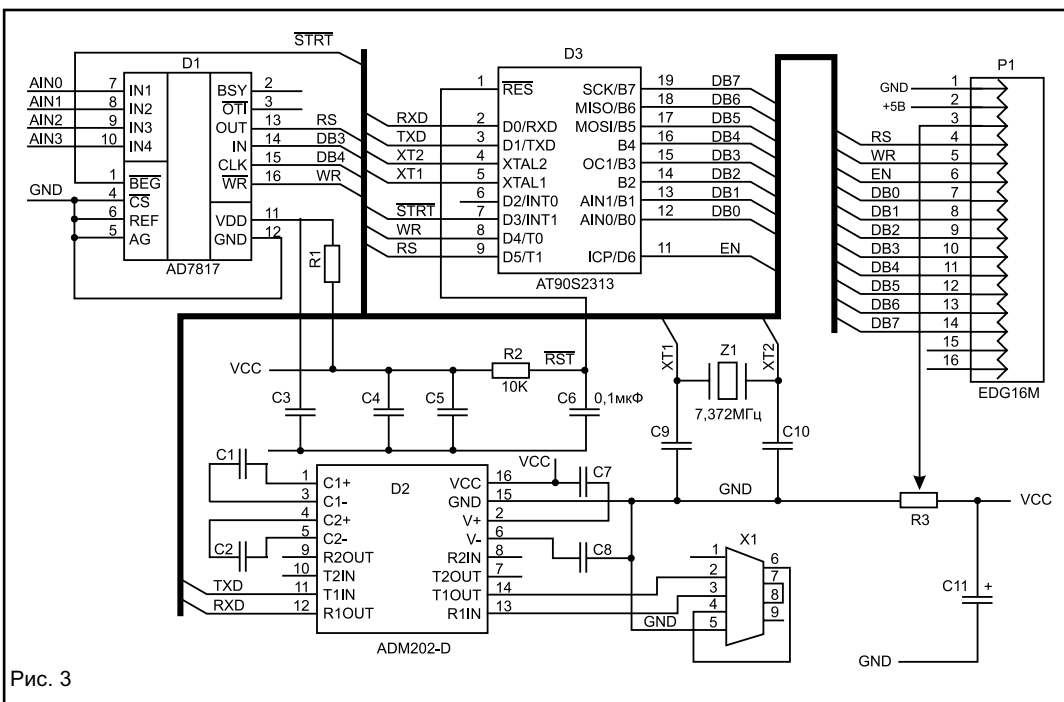 STRT
D1
AIN0 7 IN1
AIN1 8 IN2
AIN2 9 IN3
AIN3 10 IN4
GND
1 BEG
4 CS
6 REF
5 AG
BSY 2
OTI 3
OUT 13 RS
IN 14 DB3
CLK 15 DB4
WR 16 WR
VDD 11
GND 12
AD7817
R1
D3
1 RES
RXD 2 D0/RXD
TXD 3 D1/TXD
XT2 4 XTAL2
XT1 5 XTAL1
6 D2/INT0
STRT 7 D3/INT1
WR 8 D4/T0
RS 9 D5/T1
SCK/B7 19 DB7
MISO/B6 18 DB6
MOSI/B5 17 DB5
B4 16 DB4
OC1/B3 15 DB3
B2 14 DB2
AIN1/B1 13 DB1
AIN0/B0 12 DB0
ICP/D6 11 EN
AT90S2313
P1
GND 1
+5В 2
3
RS 4
WR 5
EN 6
DB0 7
DB1 8
DB2 9
DB3 10
DB4 11
DB5 12
DB6 13
DB7 14
15
16
EDG16M
VCC
R2
10K
RST
C3
C4
C5
C6 0,1мкФ
XT1
Z1
XT2
7,372МГц
C9
C10
C1
C2
D2
1 C1+
3 C1-
4 C2+
5 C2-
9 R2OUT
10 T2IN
TXD 11 T1IN
RXD 12 R1OUT
VCC 16
GND 15
V+ 2
V- 6
R2IN 8
T2OUT 7
T1OUT 14
R1IN 13
ADM202-D
VCC
C7
C8
GND
R3
VCC
X1
1
2
3
4
5
6
7
8
9
GND
C11 +
GND
Рис. 3